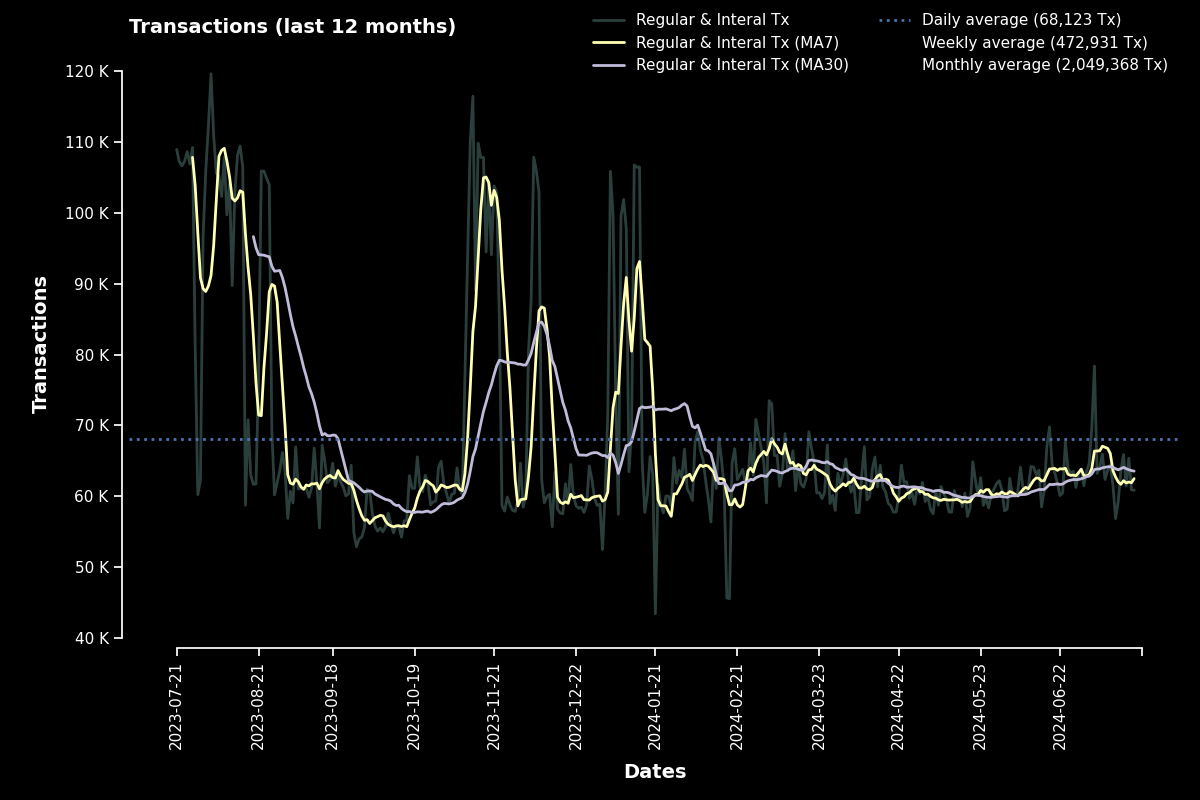 Transactions (last 12 months)
Regular & Interal Tx
Regular & Interal Tx (MA7)
Regular & Interal Tx (MA30)
Daily average (68,123 Tx)
Weekly average (472,931 Tx)
Monthly average (2,049,368 Tx)
120 K
110 K
100 K
90 K
80 K
70 K
60 K
50 K
40 K
Transactions
2023-07-21
2023-08-21
2023-09-18
2023-10-19
2023-11-21
2023-12-22
2024-01-21
2024-02-21
2024-03-23
2024-04-22
2024-05-23
2024-06-22
Dates